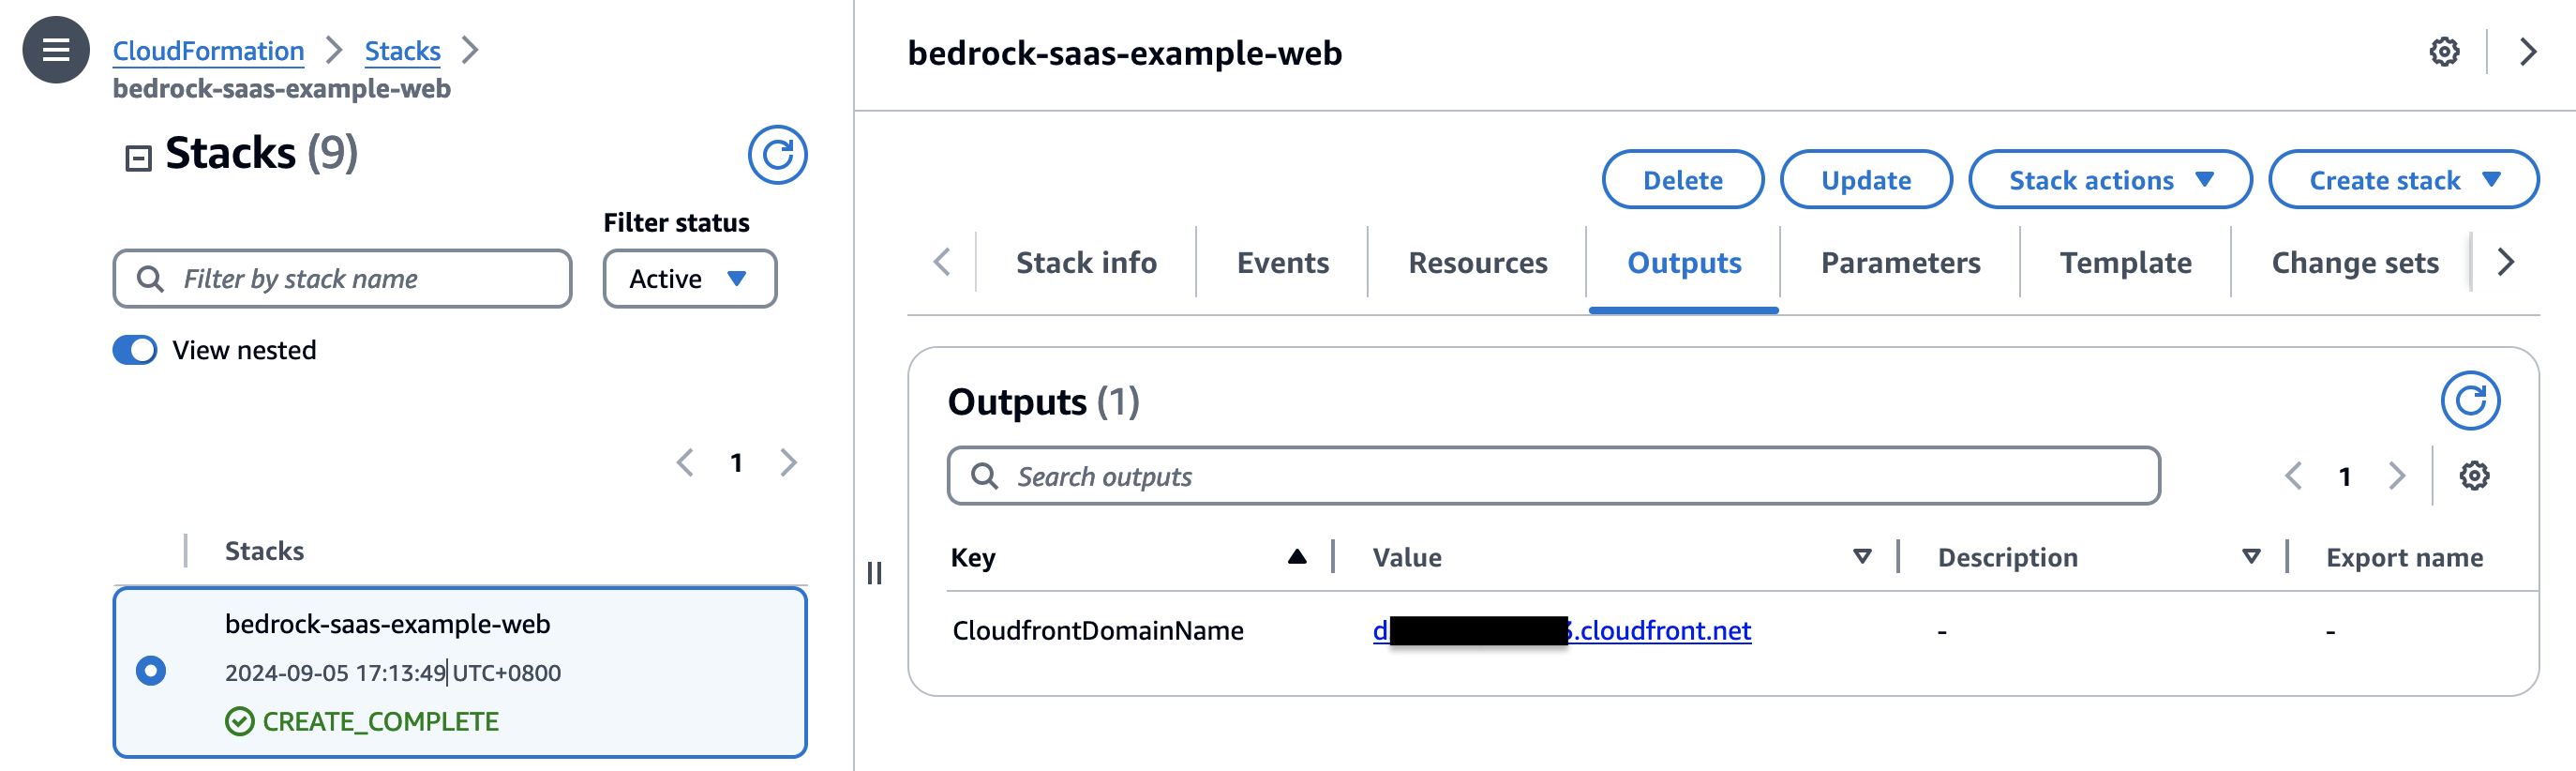 CloudFormation > Stacks >
bedrock-saas-example-web
Stacks (9)
Filter status
Filter by stack name
Active
View nested
1
Stacks
bedrock-saas-example-web
2024-09-05 17:13:49 UTC+0800
CREATE_COMPLETE
bedrock-saas-example-web
Delete Update Stack actions Create stack
Stack info Events Resources Outputs Parameters Template Change sets
Outputs (1)
Search outputs
1
Key Value Description Export name
CloudfrontDomainName d .cloudfront.net - -